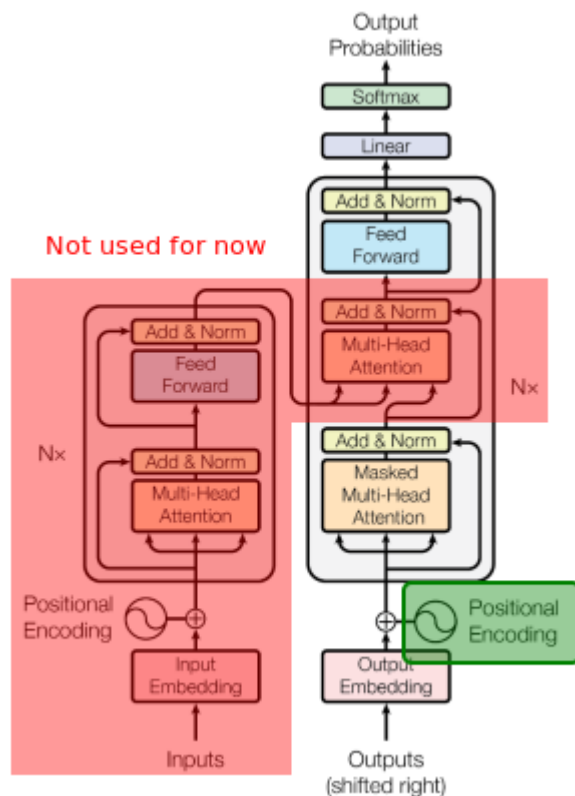 Output
Probabilities
Softmax
Linear
Add & Norm
Feed
Forward
Not used for now
Add & Norm
Multi-Head
Attention
Nx
Add & Norm
Feed
Forward
Nx
Add & Norm
Multi-Head
Attention
Add & Norm
Masked
Multi-Head
Attention
Positional
Encoding
Positional
Encoding
Input
Embedding
Output
Embedding
Inputs
Outputs
(shifted right)